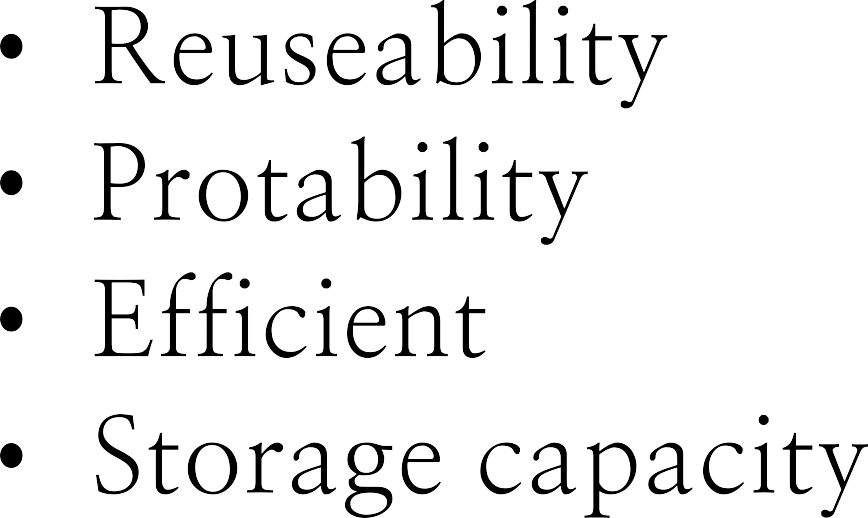 • Reuseability
• Protability
• Efficient
• Storage capacity